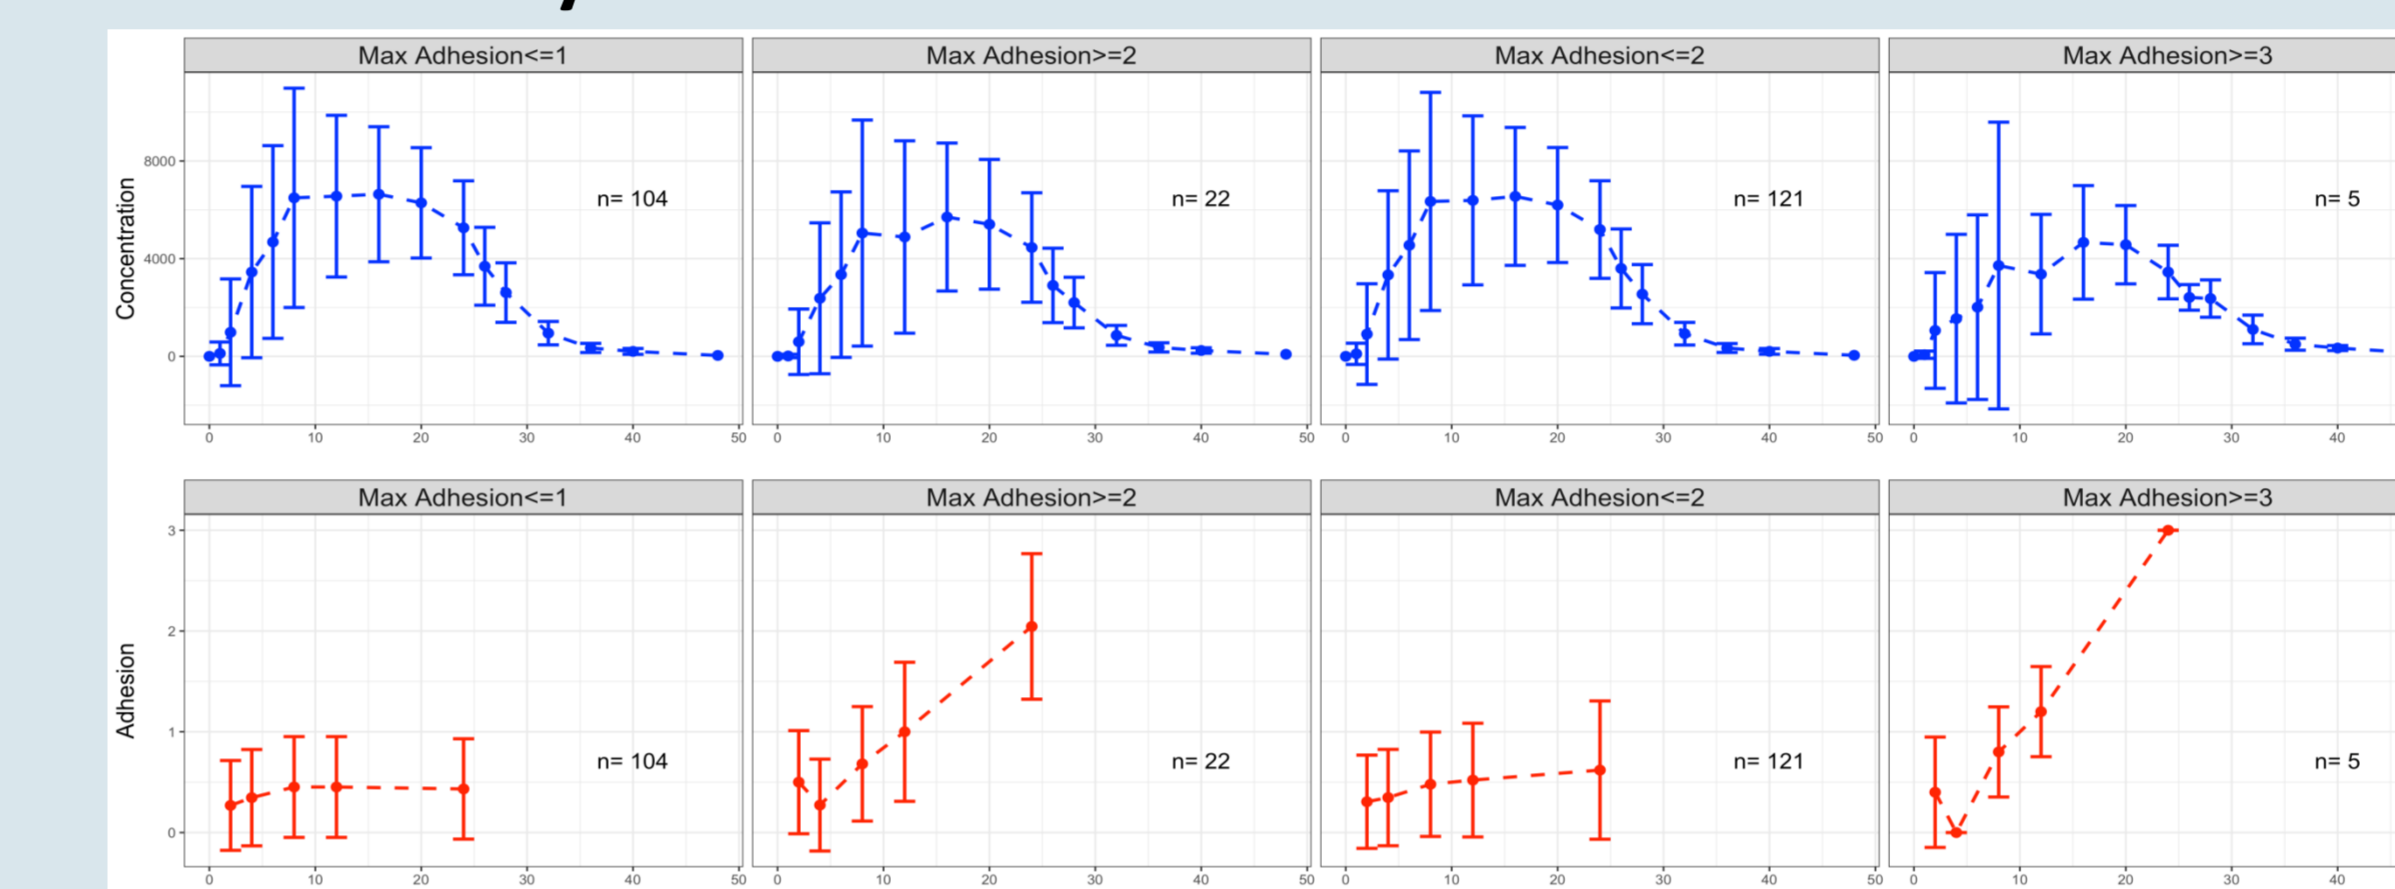 Max Adhesion<=1 Max Adhesion>=2 Max Adhesion<=2 Max Adhesion>=3
Concentration
8000
4000
0
n= 104 n= 22 n= 121 n= 5
0 10 20 30 40 50 0 10 20 30 40 50 0 10 20 30 40 50 0 10 20 30 40
Max Adhesion<=1 Max Adhesion>=2 Max Adhesion<=2 Max Adhesion>=3
Adhesion
3
2
1
0
n= 104 n= 22 n= 121 n= 5
0 10 20 30 40 50 0 10 20 30 40 50 0 10 20 30 40 50 0 10 20 30 40